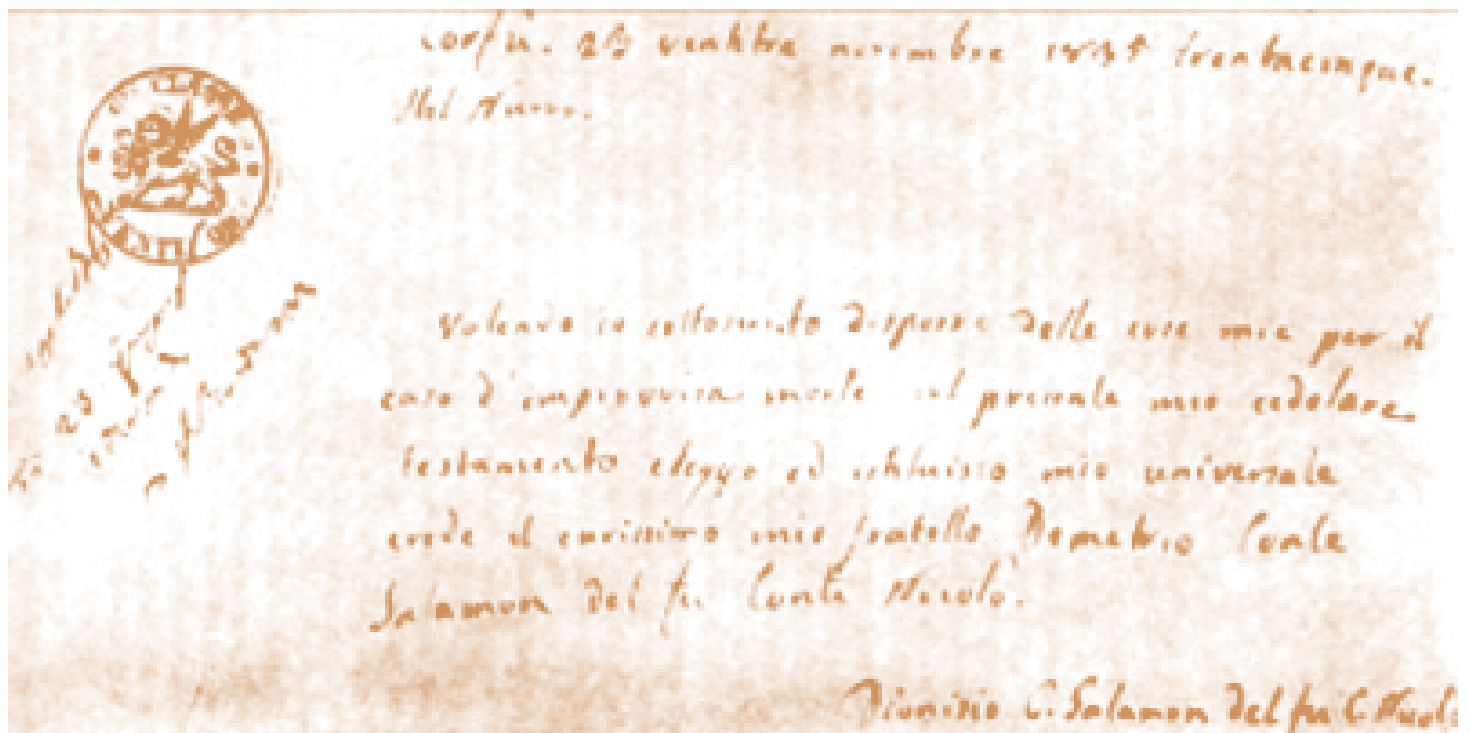 Corfù. 23 ventitre novembre 1835 trentacinque.
Volendo io sottoscritto disporre delle cose mie per il
caso d'improvvisa morte col presente mio cedolare
testamento eleggo ed istituisco mio universale
erede il carissimo mio fratello Demetrio Conte
Salamon del fu Conte Nicolò.
Dionisio C. Salamon del fu C. Nicolò